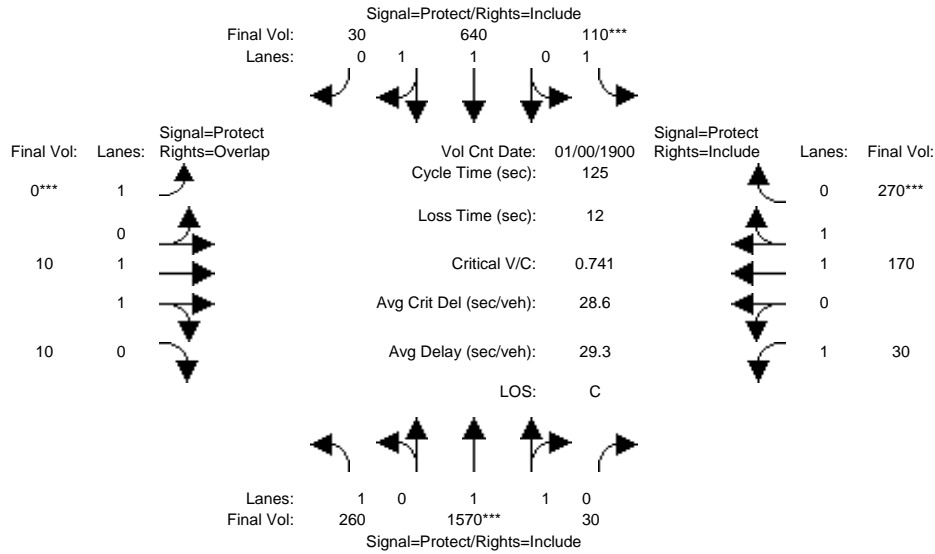 Signal=Protect/Rights=Include
Final Vol: 30 640 110***
Lanes: 0 1 1 0 1
Signal=Protect Signal=Protect
Final Vol: Lanes: Rights=Overlap Vol Cnt Date: 01/00/1900 Rights=Include Lanes: Final Vol:
Cycle Time (sec): 125
0*** 1 0 270***
Loss Time (sec): 12
0 1
10 1 Critical V/C: 0.741 1 170
1 Avg Crit Del (sec/veh): 28.6 0
10 0 Avg Delay (sec/veh): 29.3 1 30
LOS: C
Lanes: 1 0 1 1 0
Final Vol: 260 1570*** 30
Signal=Protect/Rights=Include